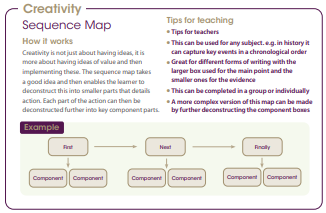 Creativity
Sequence Map
How it works
Creativity is not just about having ideas, it is
more about having ideas of value and then
implementing these. The sequence map takes
a good idea and then enables the learner to
deconstruct this into smaller parts that details
action. Each part of the action can then be
deconstructed further into key component parts.
Tips for teaching
Tips for teachers
This can be used for any subject. e.g. in history it
can capture key events in a chronological order
Great for different forms of writing with the
larger box used for the main point and the
smaller ones for the evidence
This can be completed in a group or individually
A more complex version of this map can be made
by further deconstructing the component boxes
Example
First Next Finally
Component Component Component Component Component Component